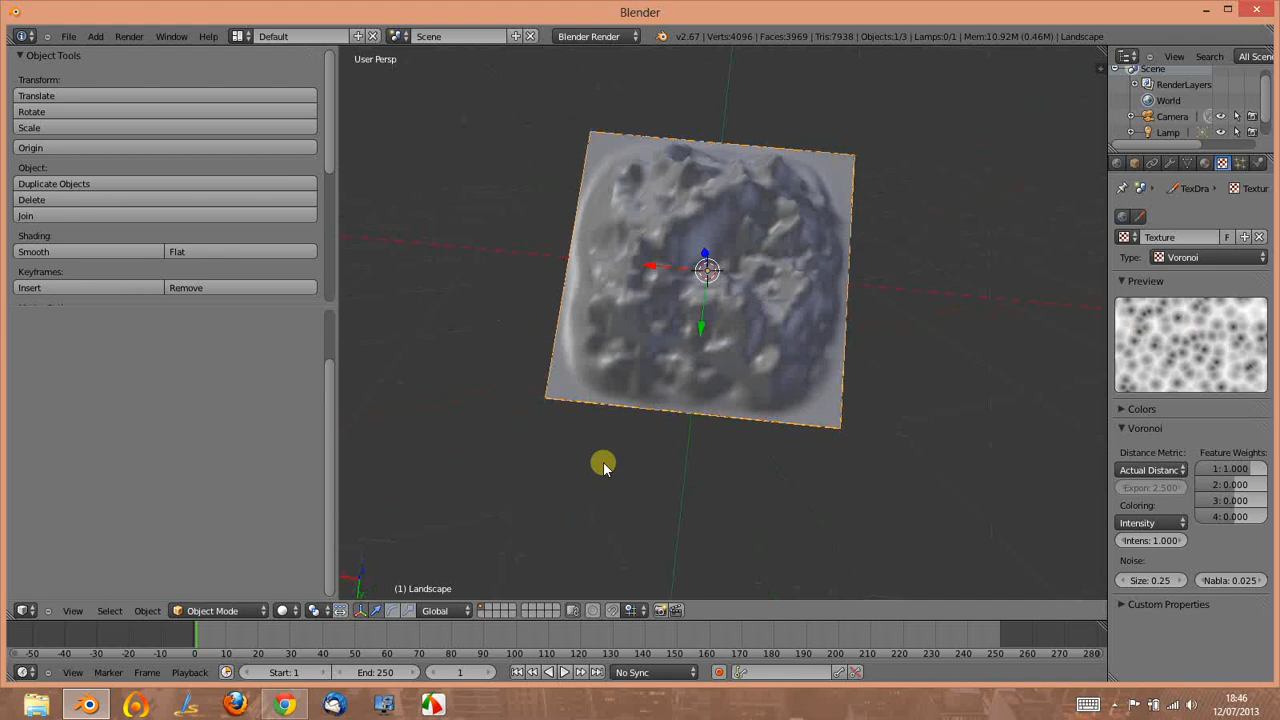 Blender
File Add Render Window Help Default Scene Blender Render v2.67 | Verts:4096 | Faces:3969 | Tris:7938 | Objects:1/3 | Lamps:0/1 | Mem:10.92M (0.46M) | Landscape View Search All Scen
Object Tools
Transform:
Translate
Rotate
Scale
Origin
Object:
Duplicate Objects
Delete
Join
Shading:
Smooth Flat
Keyframes:
Insert Remove
User Persp
(1) Landscape
Scene
RenderLayers
World
Camera
Lamp
TexDra Textur
Texture F
Type: Voronoi
Preview
Colors
Voronoi
Distance Metric: Feature Weights:
Actual Distanc 1: 1.000
Expon: 2.500 2: 0.000
Coloring: 3: 0.000
Intensity 4: 0.000
Intens: 1.000
Noise:
Size: 0.25 Nabla: 0.025
Custom Properties
View Select Object Object Mode Global
-50 -40 -30 -20 -10 0 10 20 30 40 50 60 70 80 90 100 110 120 130 140 150 160 170 180 190 200 210 220 230 240 250 260 270 280
View Marker Frame Playback Start: 1 End: 250 1 No Sync
18:46
12/07/2013